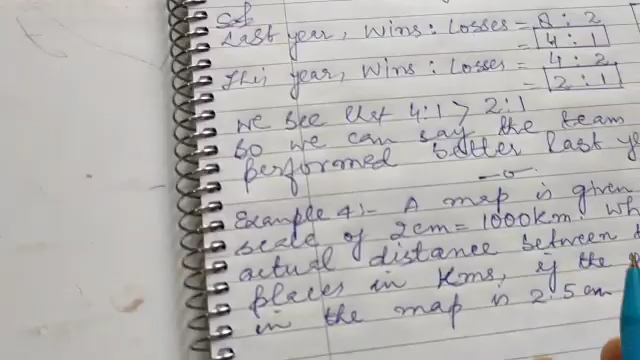 Sol
Last year, Wins : Losses = 8 : 2
= 4 : 1
This year, Wins : Losses = 4 : 2
= 2 : 1
We see that 4:1 > 2:1
So we can say the team
performed better last ye
Example 4:- A map is given
scale of 2cm = 1000km. Wh
actual distance between
places in Kms, if the
in the map is 2.5 cm